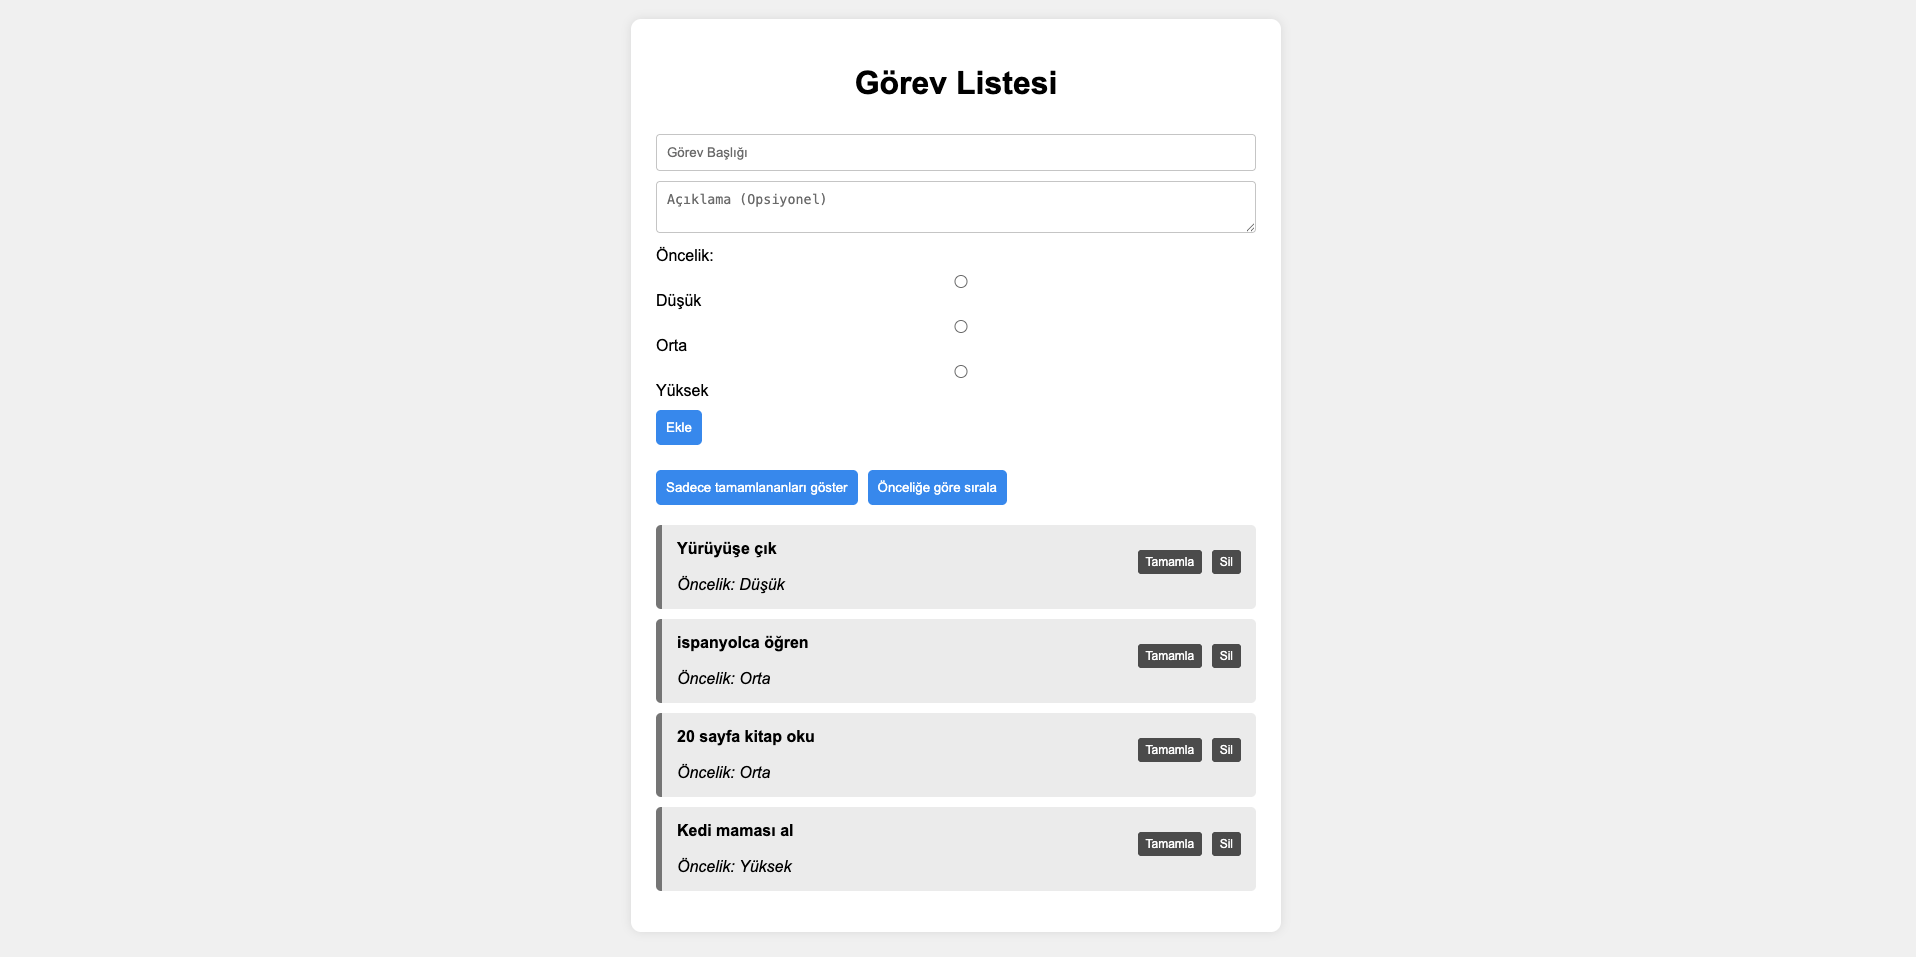 Görev Listesi
Görev Başlığı
Açıklama (Opsiyonel)
Öncelik:
Düşük
Orta
Yüksek
Ekle
Sadece tamamlananları göster Önceliğe göre sırala
Yürüyüşe çık
Tamamla Sil
Öncelik: Düşük
ispanyolca öğren
Tamamla Sil
Öncelik: Orta
20 sayfa kitap oku
Tamamla Sil
Öncelik: Orta
Kedi maması al
Tamamla Sil
Öncelik: Yüksek